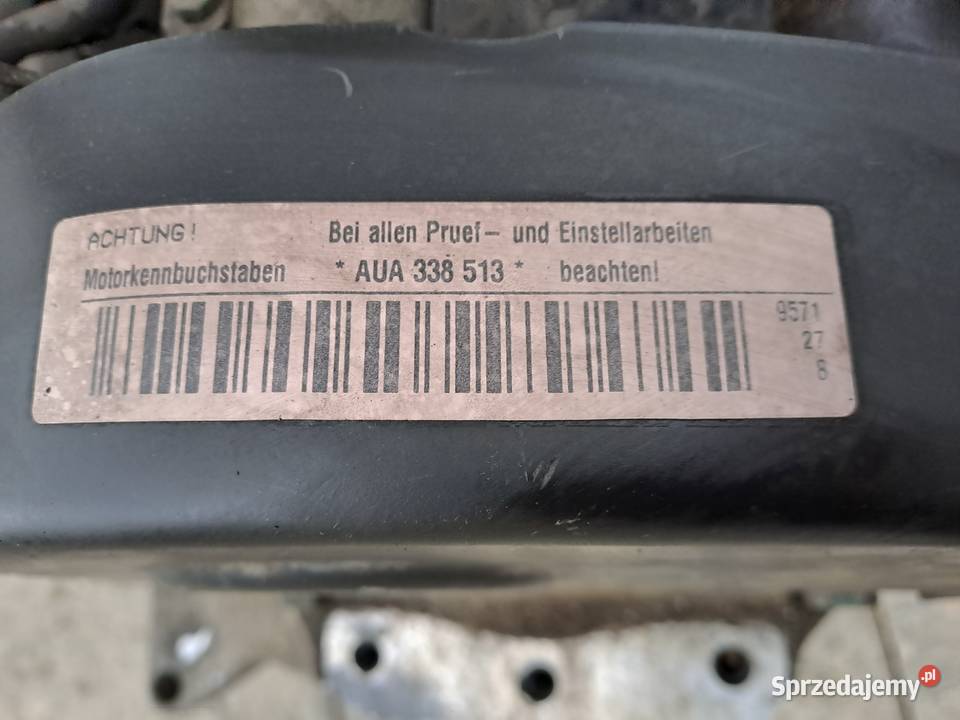 ACHTUNG! Bei allen Pruef- und Einstellarbeiten
Motorkennbuchstaben * AUA 338 513 * beachten!
9571
27
8
Sprzedajemy.pl